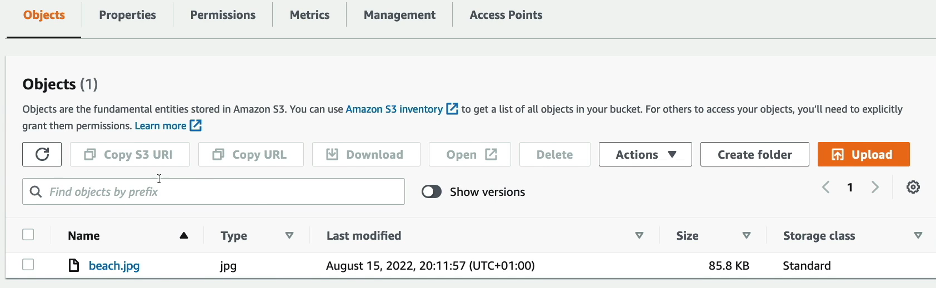 Objects Properties Permissions Metrics Management Access Points
Objects (1)
Objects are the fundamental entities stored in Amazon S3. You can use Amazon S3 inventory to get a list of all objects in your bucket. For others to access your objects, you'll need to explicitly
grant them permissions. Learn more
Copy S3 URI Copy URL Download Open Delete Actions Create folder Upload
Find objects by prefix Show versions 1
Name Type Last modified Size Storage class
beach.jpg jpg August 15, 2022, 20:11:57 (UTC+01:00) 85.8 KB Standard